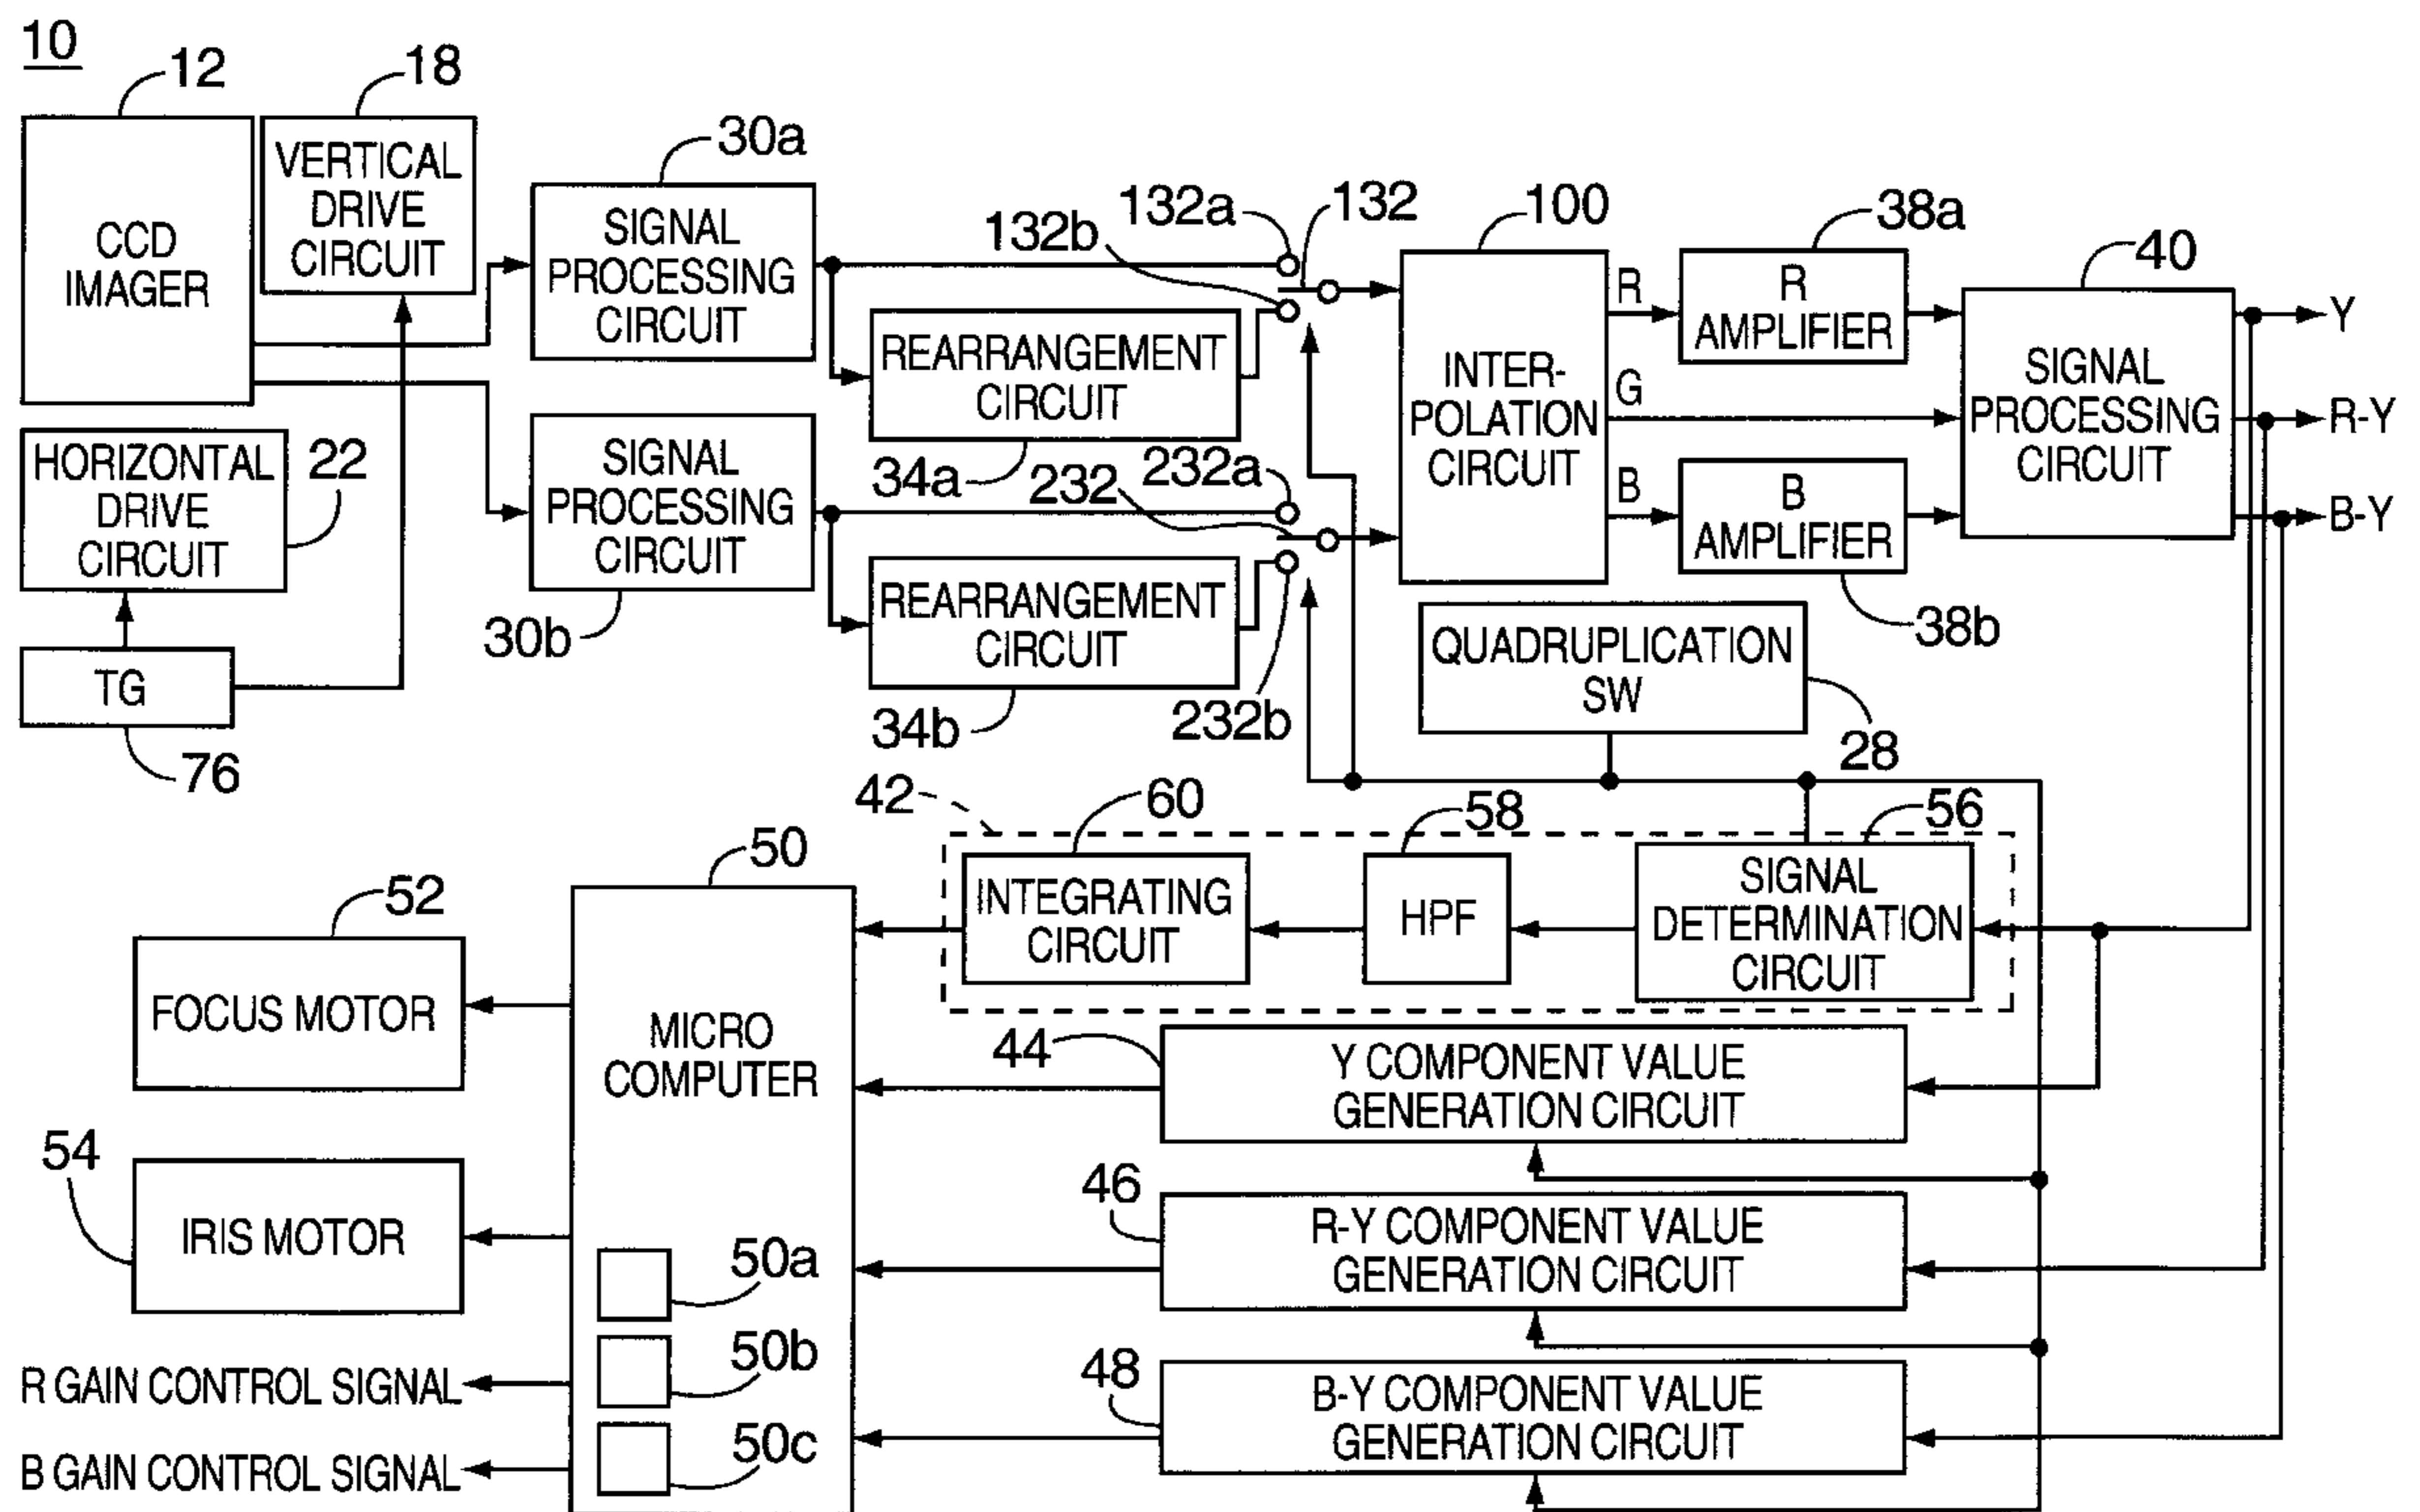 10
12
18
CCD
IMAGER
VERTICAL
DRIVE
CIRCUIT
HORIZONTAL
DRIVE
CIRCUIT
22
TG
76
30a
SIGNAL
PROCESSING
CIRCUIT
SIGNAL
PROCESSING
CIRCUIT
30b
132a
132
132b
REARRANGEMENT
CIRCUIT
34a
232
232a
REARRANGEMENT
CIRCUIT
34b
232b
100
INTER-
POLATION
CIRCUIT
R
G
B
38a
R
AMPLIFIER
B
AMPLIFIER
38b
40
SIGNAL
PROCESSING
CIRCUIT
Y
R-Y
B-Y
QUADRUPLICATION
SW
28
42
60
58
56
INTEGRATING
CIRCUIT
HPF
SIGNAL
DETERMINATION
CIRCUIT
50
MICRO
COMPUTER
50a
50b
50c
52
FOCUS MOTOR
54
IRIS MOTOR
R GAIN CONTROL SIGNAL
B GAIN CONTROL SIGNAL
44
Y COMPONENT VALUE
GENERATION CIRCUIT
46
R-Y COMPONENT VALUE
GENERATION CIRCUIT
48
B-Y COMPONENT VALUE
GENERATION CIRCUIT